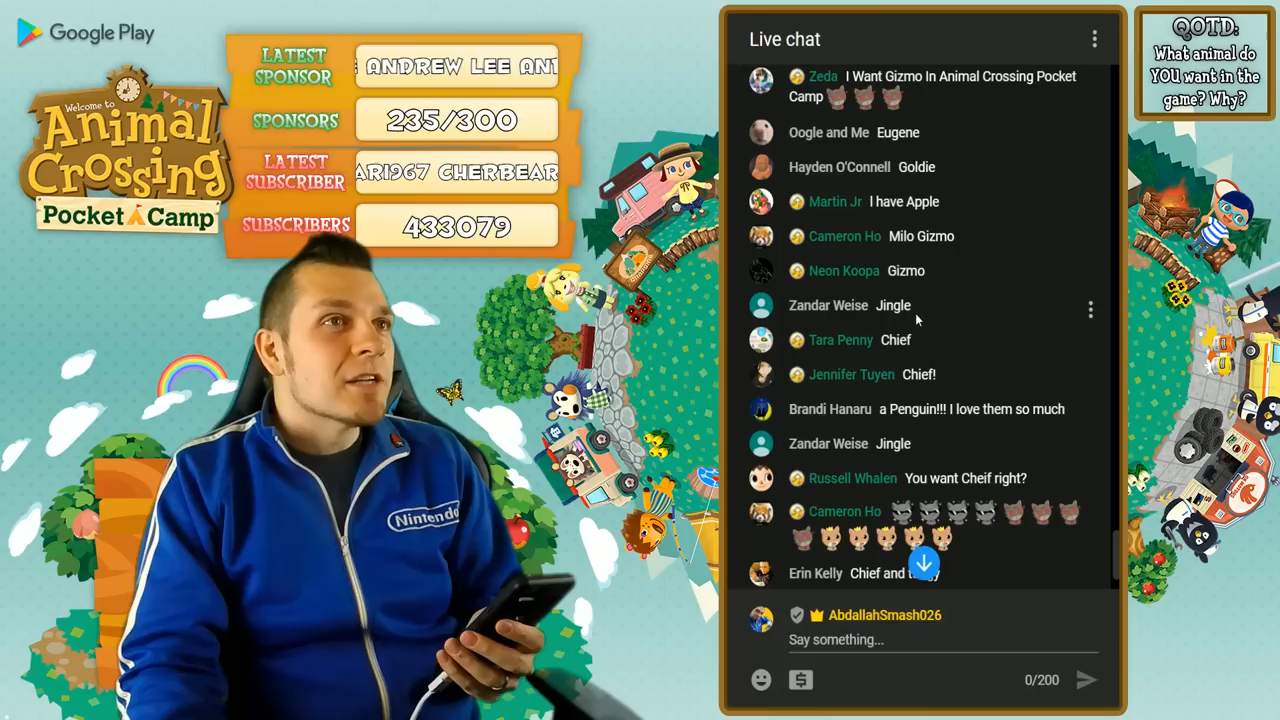 Google Play
Welcome to
Animal
Crossing
Pocket Camp
LATEST
SPONSOR
ANDREW LEE
SPONSORS
235/300
LATEST
SUBSCRIBER
CHERBEAR
SUBSCRIBERS
433079
Nintendo
Live chat
Zeda I Want Gizmo In Animal Crossing Pocket
Camp
Oogle and Me Eugene
Hayden O'Connell Goldie
Martin Jr I have Apple
Cameron Ho Milo Gizmo
Neon Koopa Gizmo
Zandar Weise Jingle
Tara Penny Chief
Jennifer Tuyen Chief!
Brandi Hanaru a Penguin!!! I love them so much
Zandar Weise Jingle
Russell Whalen You want Cheif right?
Cameron Ho
Erin Kelly Chief and
AbdallahSmash026
Say something...
0/200
QOTD:
What animal do
YOU want in the
game? Why?